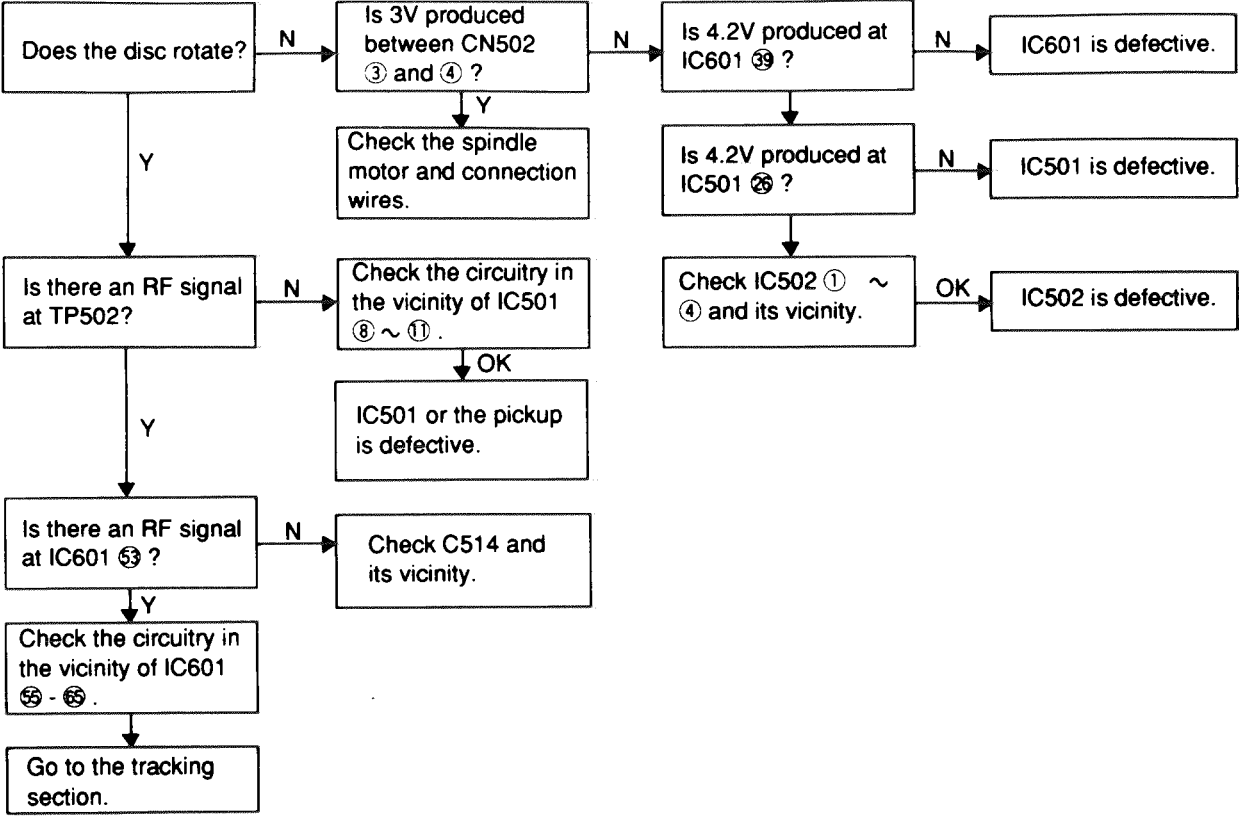 Does the disc rotate?
N
Is 3V produced
between CN502
③ and ④ ?
N
Is 4.2V produced at
IC601 ㊴ ?
N
IC601 is defective.
Y
Check the spindle
motor and connection
wires.
Is 4.2V produced at
IC501 ㉖ ?
N
IC501 is defective.
Y
Is there an RF signal
at TP502?
N
Check the circuitry in
the vicinity of IC501
⑧ ~ ⑪ .
Check IC502 ① ~
④ and its vicinity.
OK
IC502 is defective.
OK
IC501 or the pickup
is defective.
Y
Is there an RF signal
at IC601 53 ?
N
Check C514 and
its vicinity.
Y
Check the circuitry in
the vicinity of IC601
55 - 65 .
Go to the tracking
section.